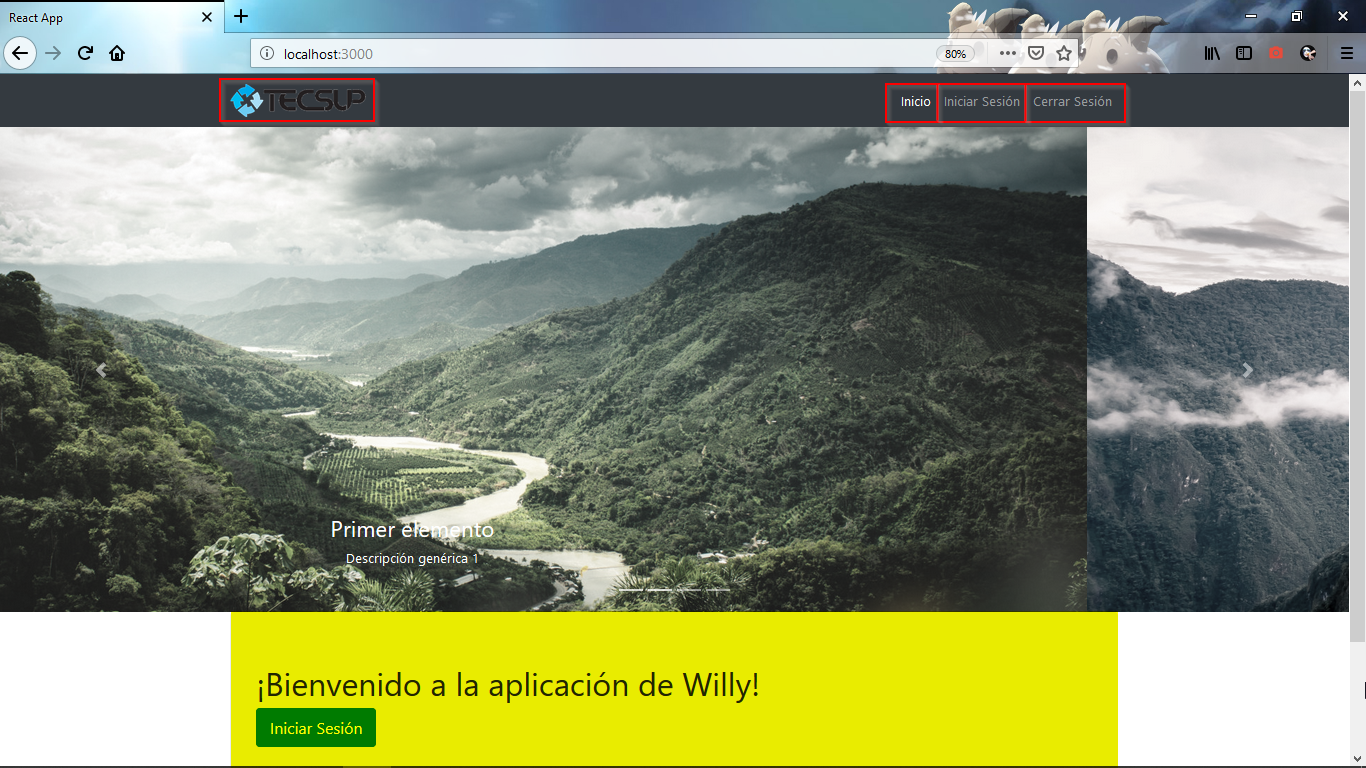 React App
localhost:3000
80%
TECSUP
Inicio Iniciar Sesión Cerrar Sesión
Primer elemento
Descripción genérica 1
¡Bienvenido a la aplicación de Willy!
Iniciar Sesión